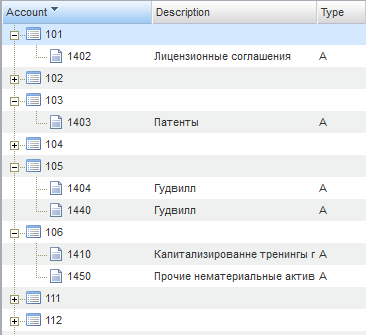 Account Description Type
101
1402 Лицензионные соглашения A
102
103
1403 Патенты A
104
105
1404 Гудвилл A
1440 Гудвилл A
106
1410 Капитализированне тренинги г A
1450 Прочие нематериальные актив A
111
112